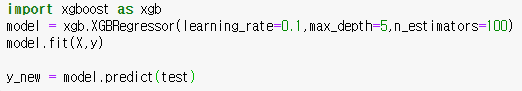 import xgboost as xgb
model = xgb.XGBRegressor(learning_rate=0.1,max_depth=5,n_estimators=100)
model.fit(X,y)
y_new = model.predict(test)